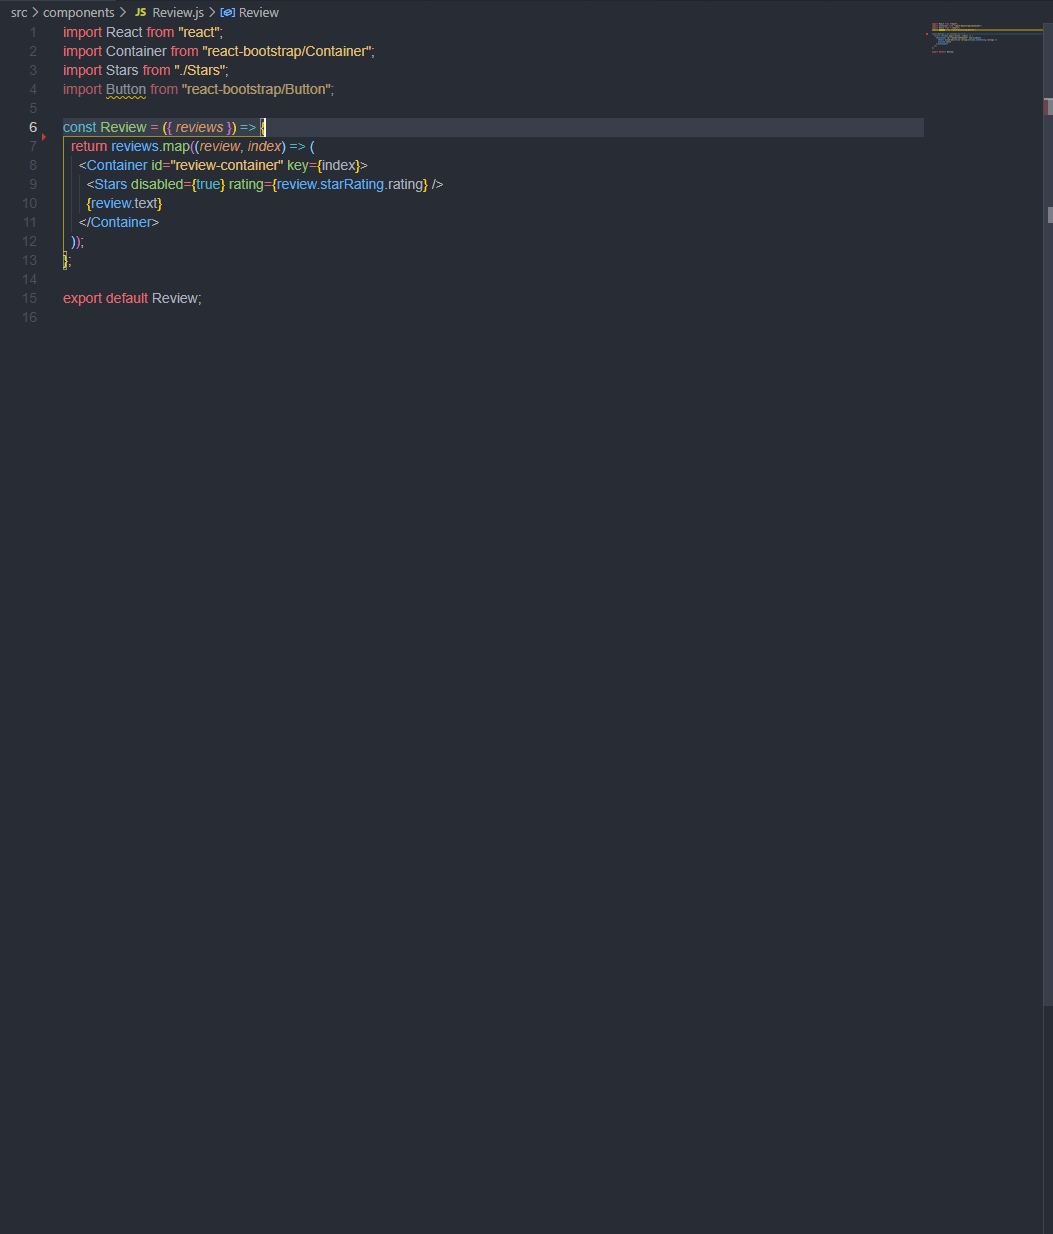 src > components > JS Review.js > Review
1 import React from "react";
2 import Container from "react-bootstrap/Container";
3 import Stars from "./Stars";
4 import Button from "react-bootstrap/Button";
5
6 const Review = ({ reviews }) => {
7 return reviews.map((review, index) => (
8 <Container id="review-container" key={index}>
9 <Stars disabled={true} rating={review.starRating.rating} />
10 {review.text}
11 </Container>
12 ));
13 };
14
15 export default Review;
16